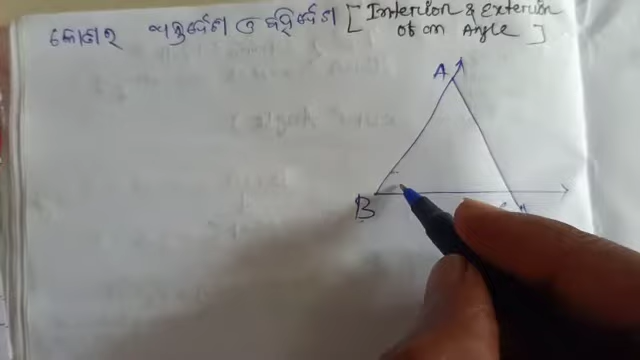 କୋଣର ଅନ୍ତର୍ଦେଶ ଓ ବହିର୍ଦେଶ [ Interior & exterior
of an Angle ]
A
B